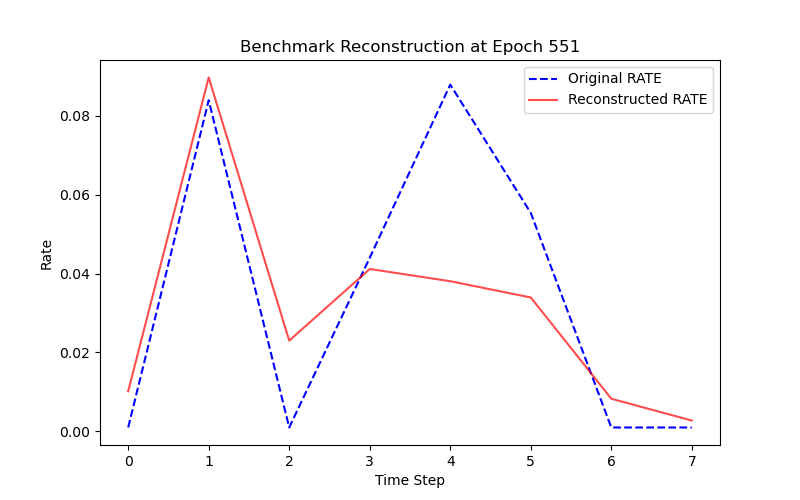 Benchmark Reconstruction at Epoch 551
Original RATE
Reconstructed RATE
Rate
0.08
0.06
0.04
0.02
0.00
0 1 2 3 4 5 6 7
Time Step